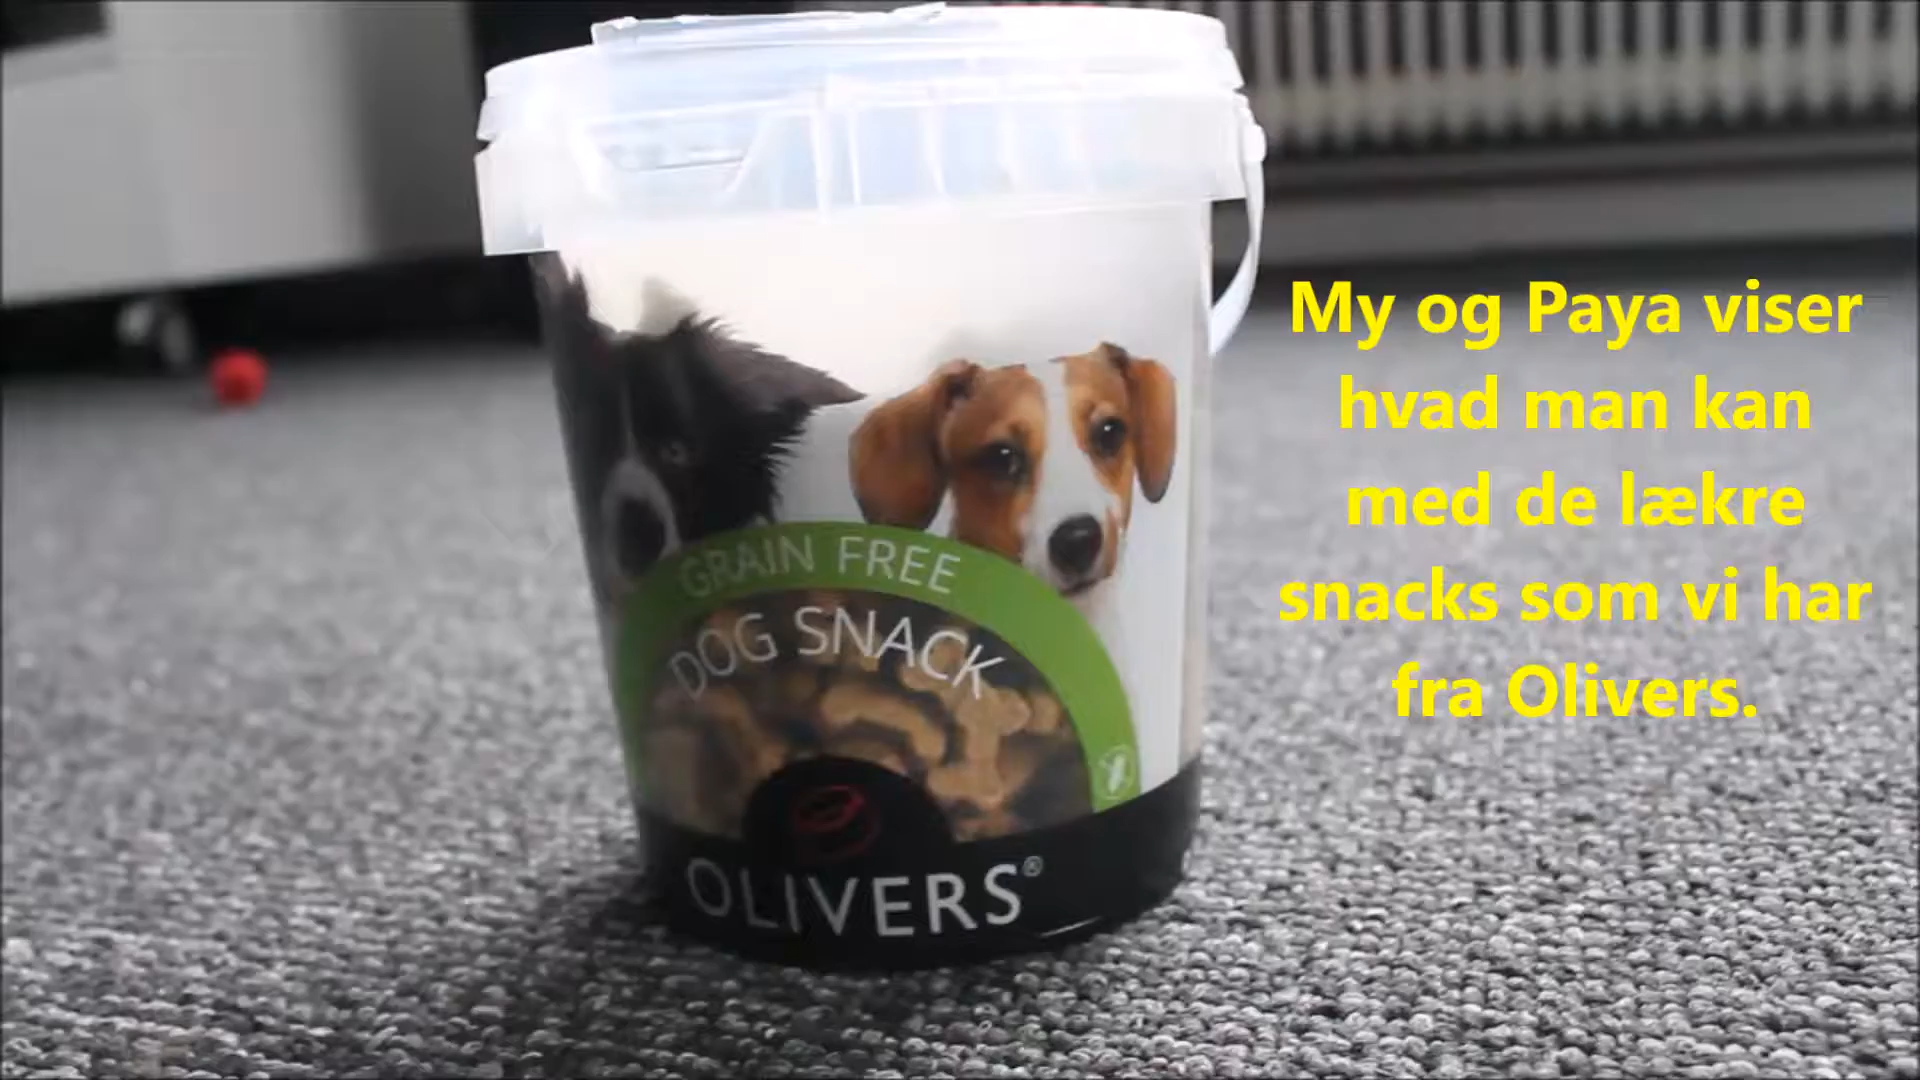 My og Paya viser
hvad man kan
med de lækre
snacks som vi har
fra Olivers.
GRAIN FREE
DOG SNACK
OLIVERS®